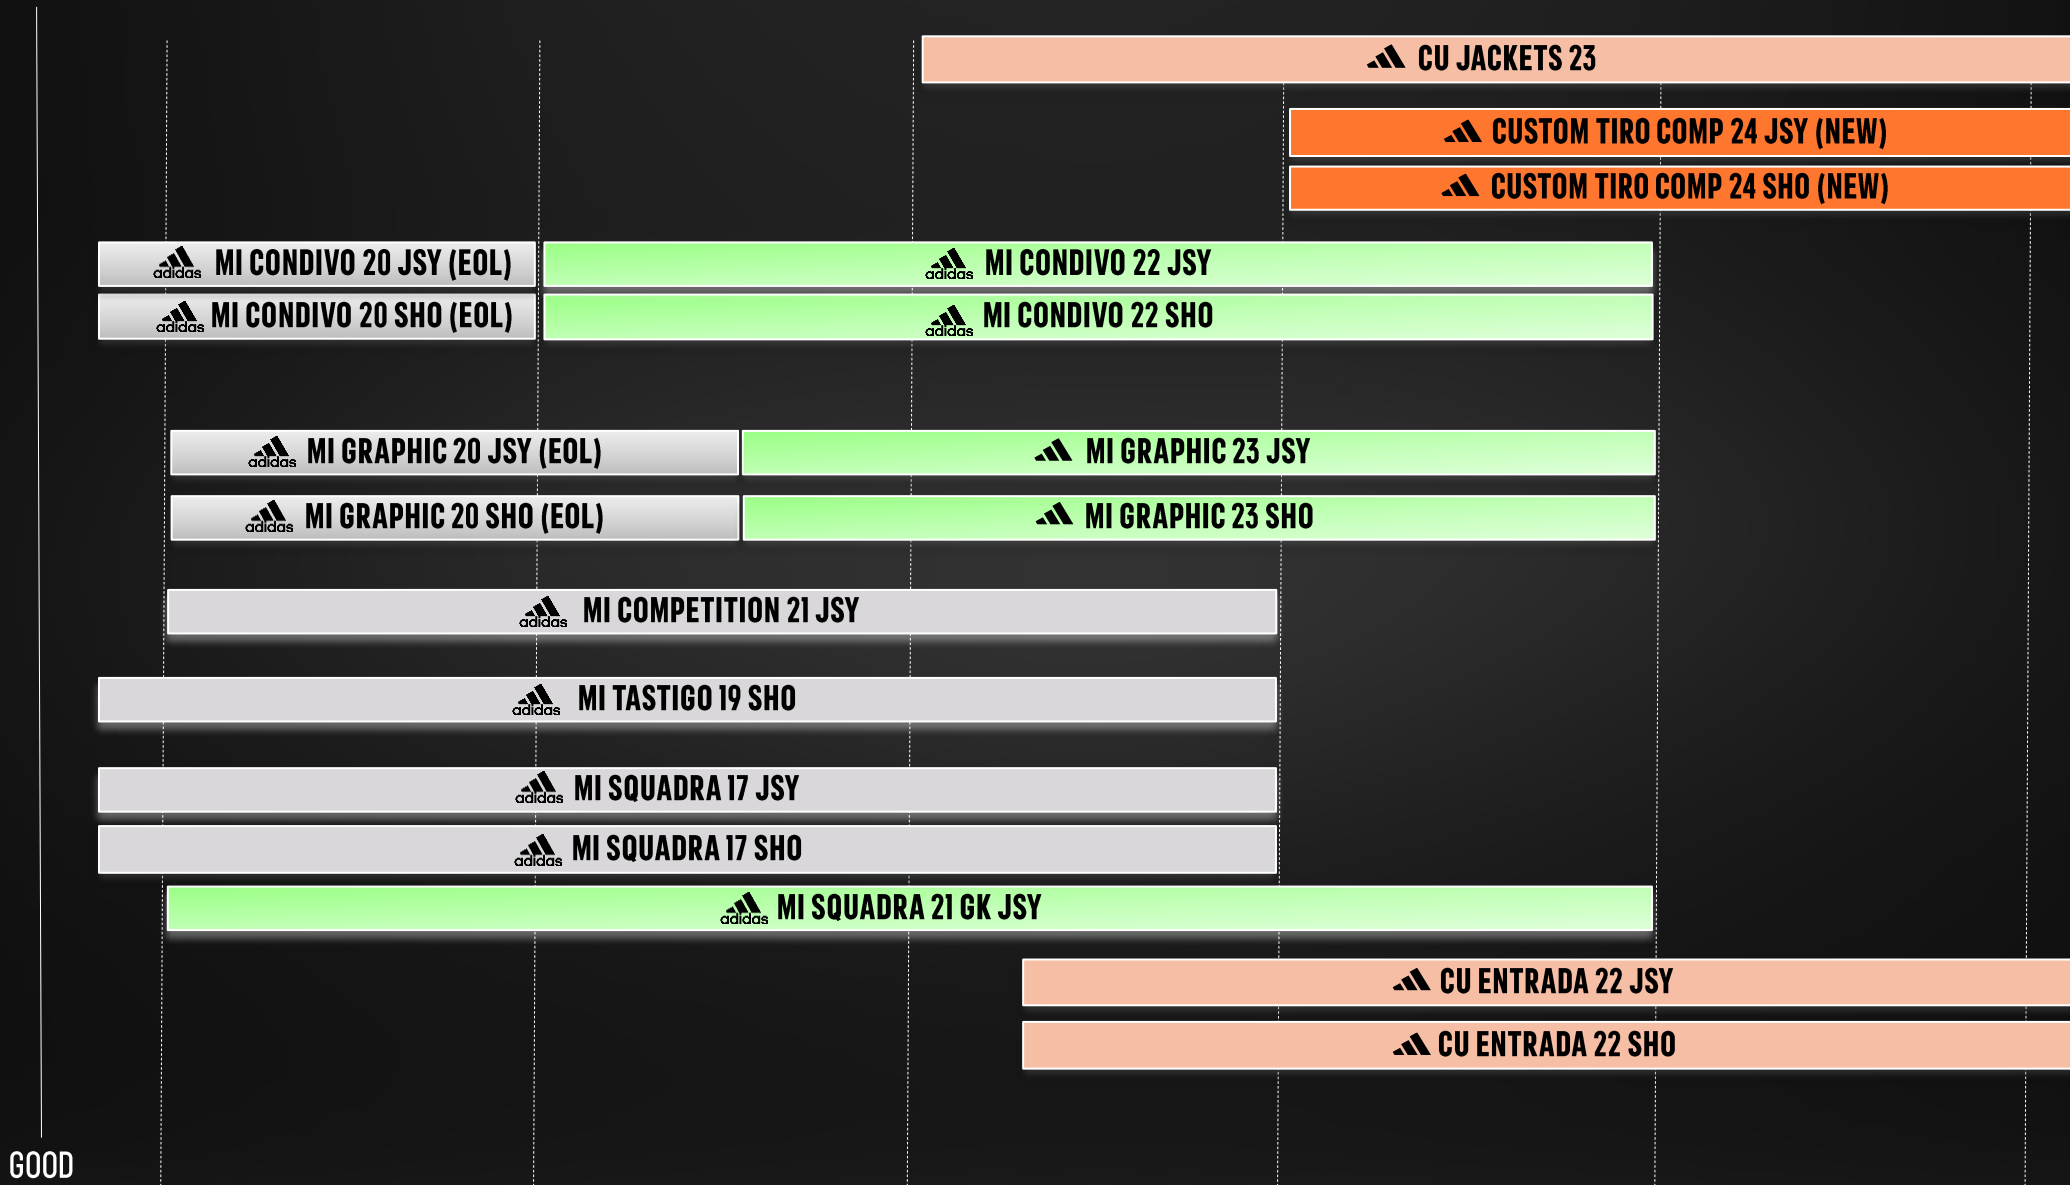 CU JACKETS 23
CUSTOM TIRO COMP 24 JSY (NEW)
CUSTOM TIRO COMP 24 SHO (NEW)
adidas MI CONDIVO 20 JSY (EOL)
adidas MI CONDIVO 22 JSY
adidas MI CONDIVO 20 SHO (EOL)
adidas MI CONDIVO 22 SHO
adidas MI GRAPHIC 20 JSY (EOL)
MI GRAPHIC 23 JSY
adidas MI GRAPHIC 20 SHO (EOL)
MI GRAPHIC 23 SHO
adidas MI COMPETITION 21 JSY
adidas MI TASTIGO 19 SHO
adidas MI SQUADRA 17 JSY
adidas MI SQUADRA 17 SHO
adidas MI SQUADRA 21 GK JSY
CU ENTRADA 22 JSY
CU ENTRADA 22 SHO
GOOD